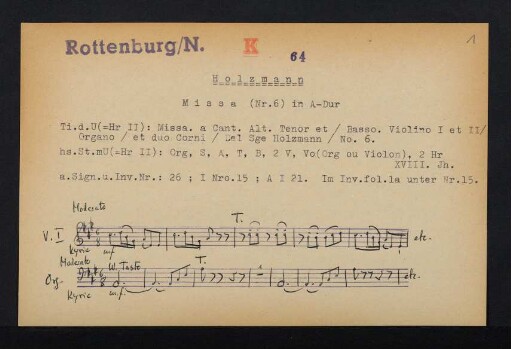 Rottenburg/N. K 64 1
Holzmann
Missa (Nr.6) in A-Dur
Ti.d.U(=Hr II): Missa. a Cant. Alt. Tenor et / Basso. Violino I et II/
Organo / et duo Corni / Del Sge Holzmann / No. 6.
hs.St.mU(=Hr II): Org, S, A, T, B, 2 V, Vo(Org ou Violon), 2 Hr
XVIII. Jh.
a.Sign.u.Inv.Nr.: 26 ; I Nro.15 ; A I 21. Im Inv.fol.1a unter Nr.15.
Moderato T.
V. I etc.
Kyrie mf
Moderato W. Taste T.
Org. etc.
Kyrie m.f.